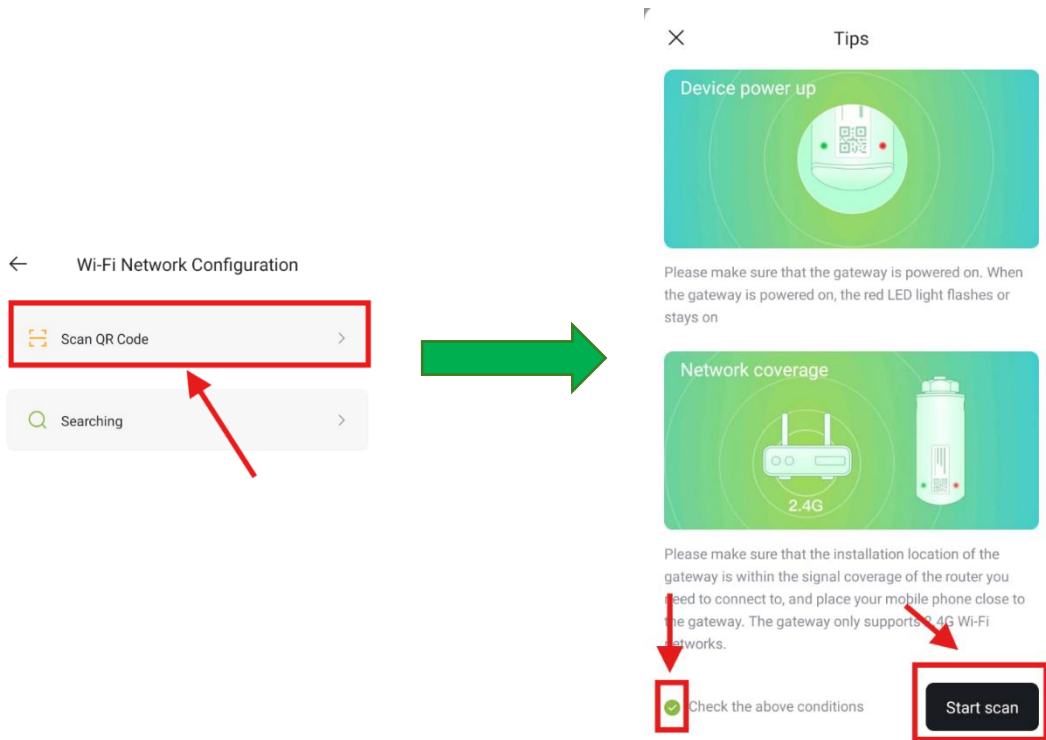 Wi-Fi Network Configuration
Scan QR Code
Searching
Tips
Device power up
Please make sure that the gateway is powered on. When
the gateway is powered on, the red LED light flashes or
stays on
Network coverage
2.4G
Please make sure that the installation location of the
gateway is within the signal coverage of the router you
need to connect to, and place your mobile phone close to
the gateway. The gateway only supports 2.4G Wi-Fi
networks.
Check the above conditions
Start scan